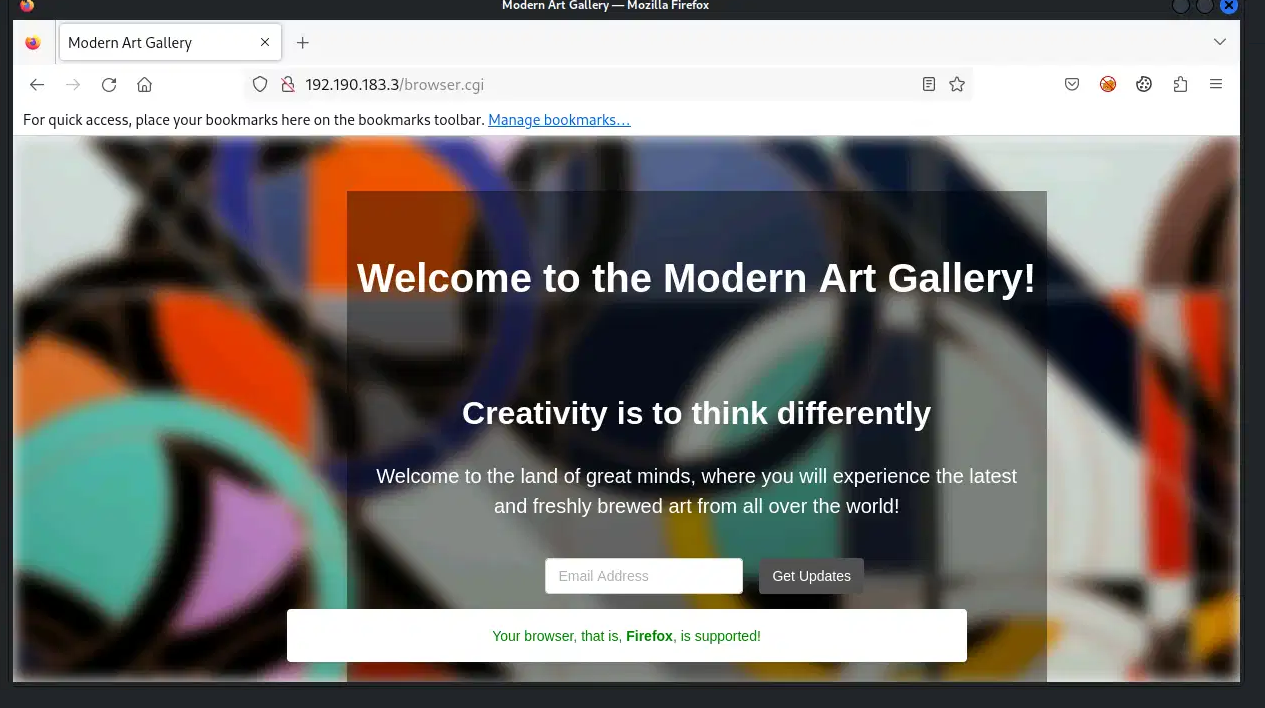 Modern Art Gallery — Mozilla Firefox
Modern Art Gallery
192.190.183.3/browser.cgi
For quick access, place your bookmarks here on the bookmarks toolbar. Manage bookmarks…
Welcome to the Modern Art Gallery!
Creativity is to think differently
Welcome to the land of great minds, where you will experience the latest
and freshly brewed art from all over the world!
Email Address
Get Updates
Your browser, that is, Firefox, is supported!